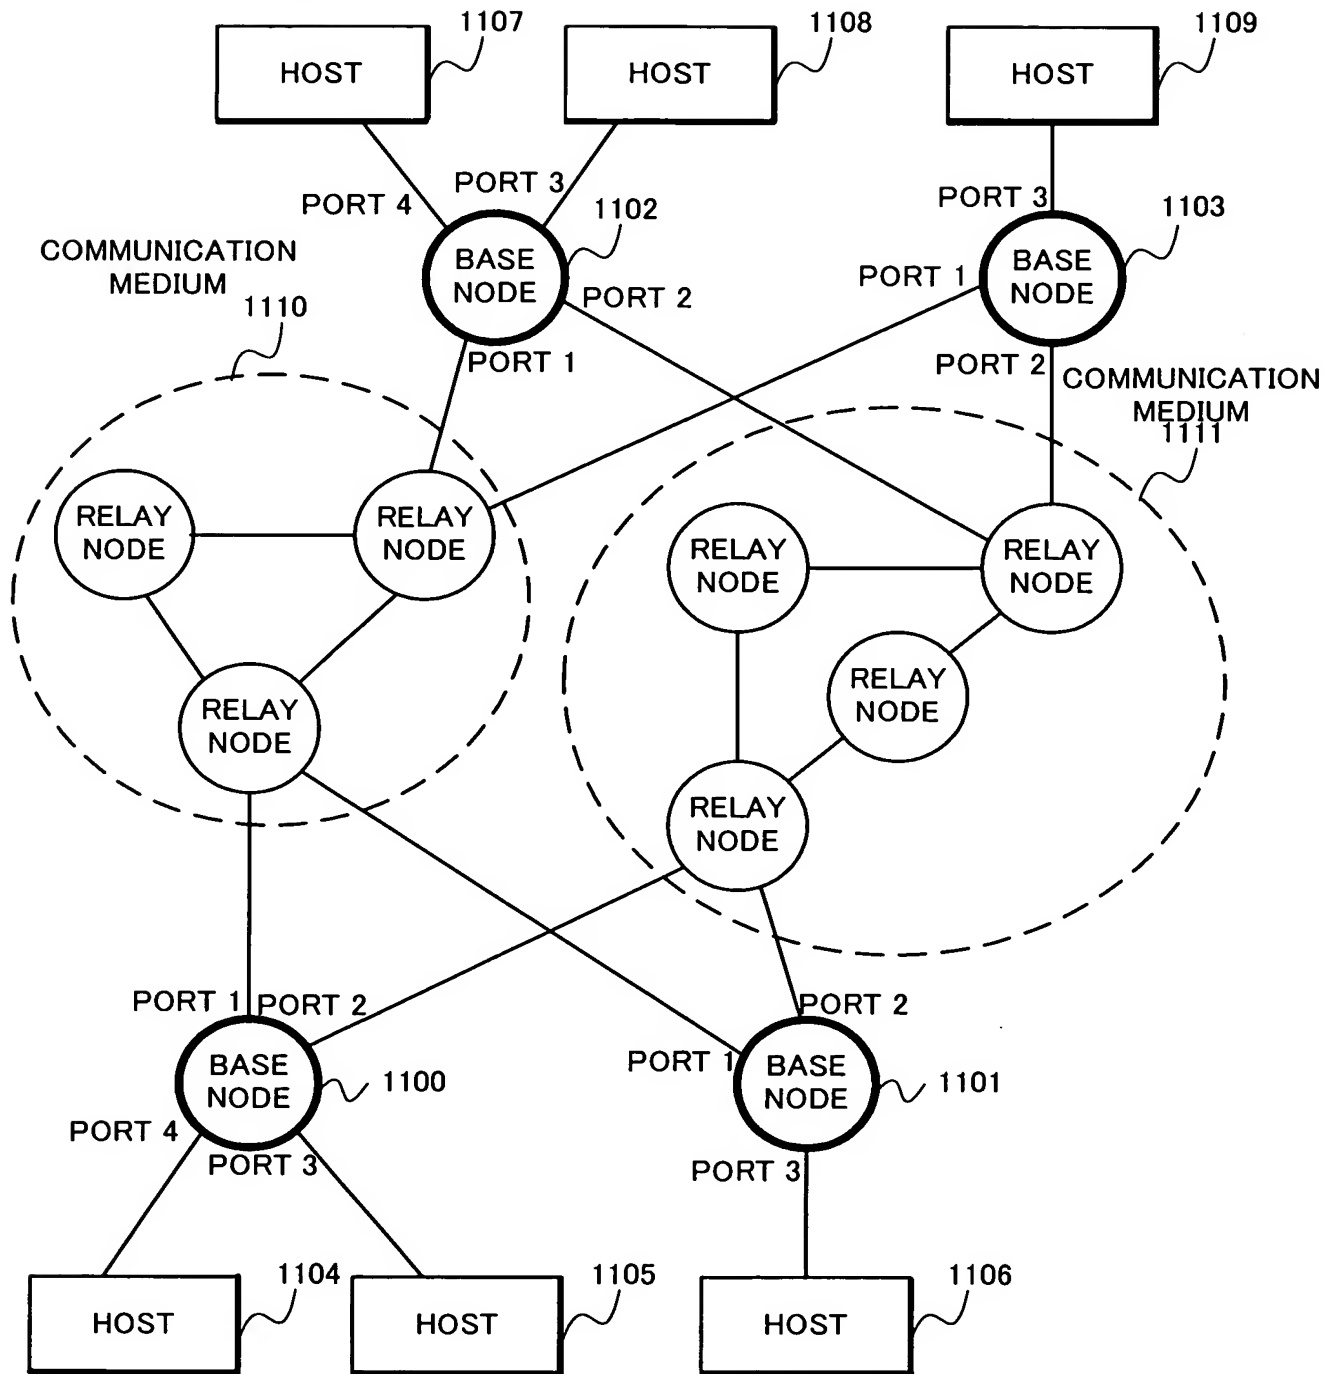 1107
1108
1109
HOST
HOST
HOST
PORT 4
PORT 3
PORT 3
1102
1103
COMMUNICATION
MEDIUM
1110
BASE
NODE
PORT 2
PORT 1
PORT 1
BASE
NODE
PORT 2
COMMUNICATION
MEDIUM
1111
RELAY
NODE
RELAY
NODE
RELAY
NODE
RELAY
NODE
RELAY
NODE
RELAY
NODE
RELAY
NODE
PORT 1
PORT 2
BASE
NODE
1100
PORT 4
PORT 3
PORT 2
PORT 1
BASE
NODE
1101
PORT 3
1104
1105
1106
HOST
HOST
HOST